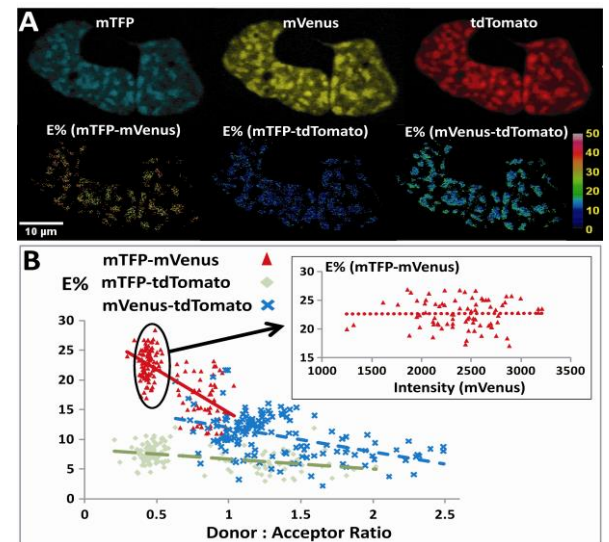 A
mTFP
mVenus
tdTomato
E% (mTFP-mVenus)
E% (mTFP-tdTomato)
E% (mVenus-tdTomato)
50
40
30
20
10
0
10 µm
B
mTFP-mVenus
E% mTFP-tdTomato
mVenus-tdTomato
30
25
20
15
10
5
0
0 0.5 1 1.5 2 2.5
Donor : Acceptor Ratio
E% (mTFP-mVenus)
30
25
20
15
1000 1500 2000 2500 3000 3500
Intensity (mVenus)